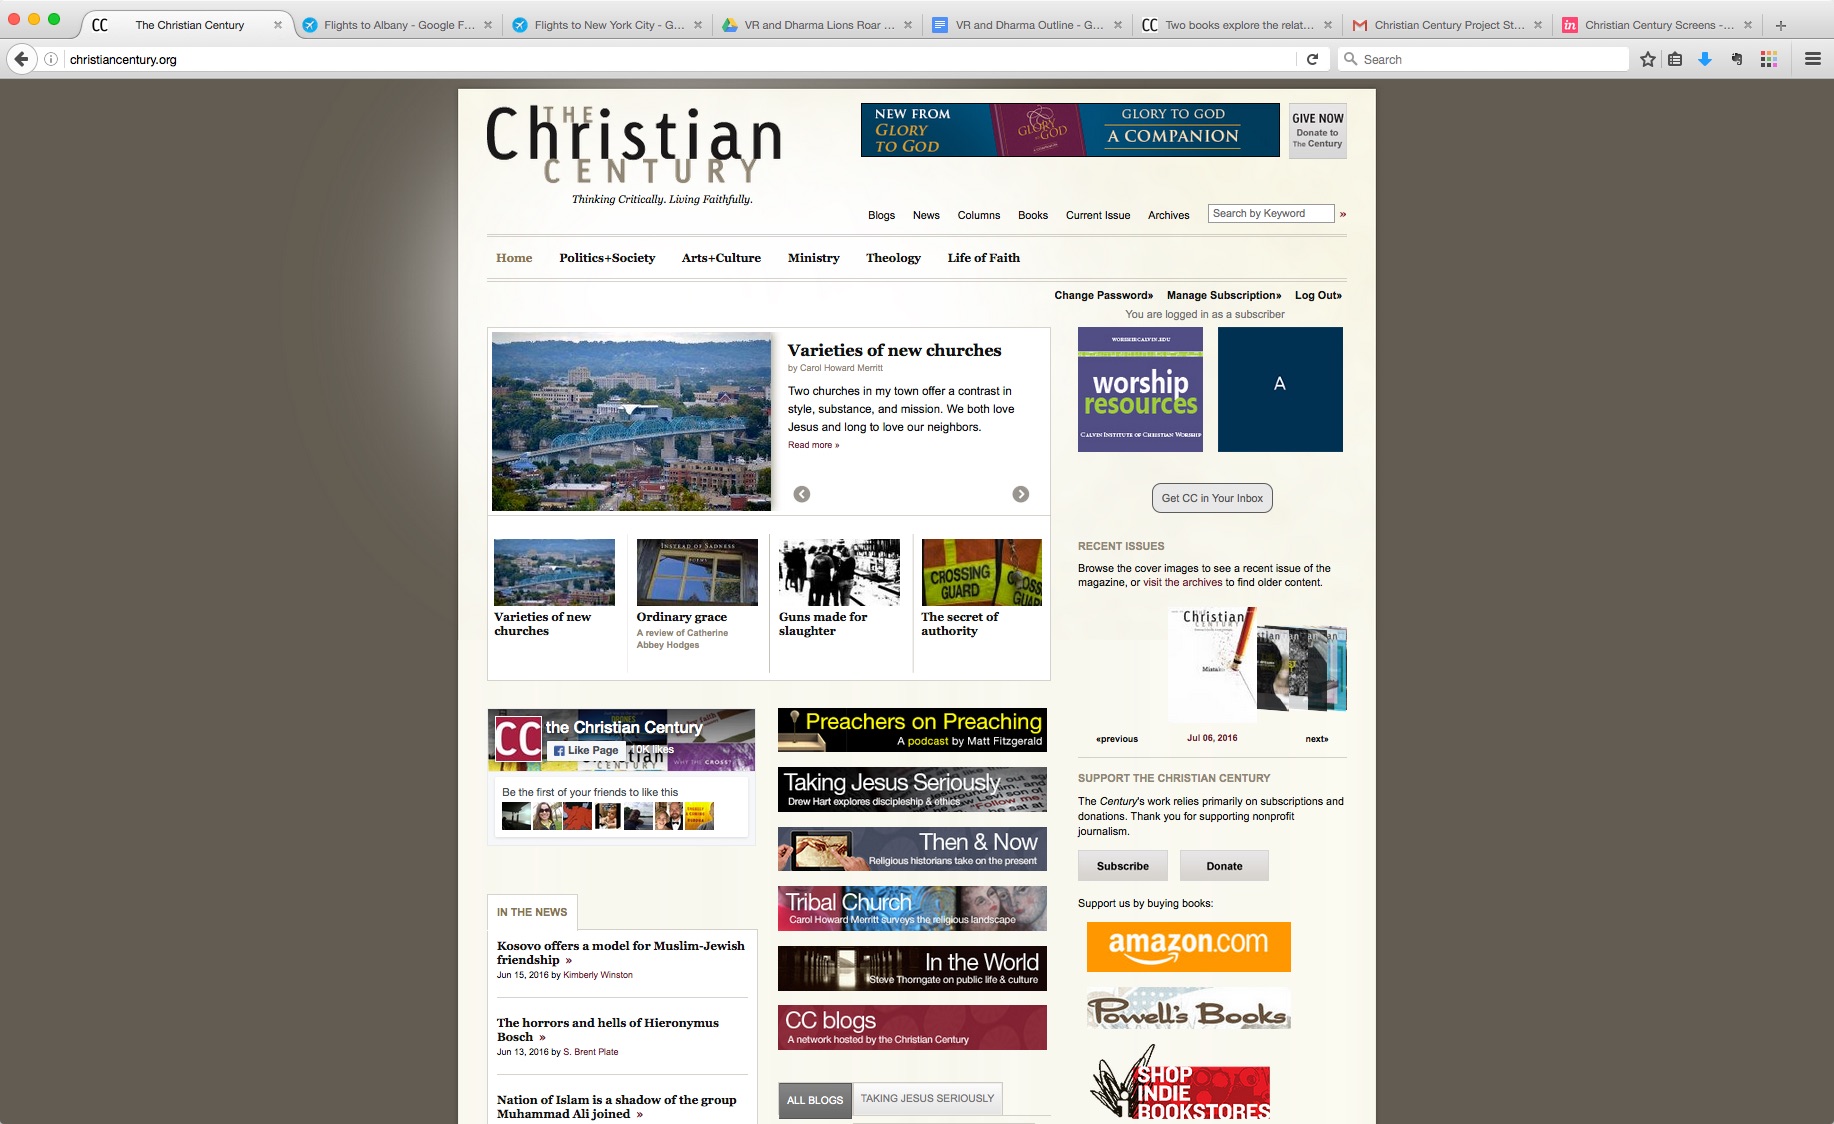 CC The Christian Century
Flights to Albany - Google F...
Flights to New York City - G...
VR and Dharma Lions Roar ...
VR and Dharma Outline - G...
CC Two books explore the relat...
Christian Century Project St...
in Christian Century Screens -...
christiancentury.org
Search
THE
Christian
CENTURY
Thinking Critically. Living Faithfully.
NEW FROM
GLORY
TO GOD
GLORY
TO GOD
GLORY TO GOD
A COMPANION
GIVE NOW
Donate to
The Century
Blogs News Columns Books Current Issue Archives Search by Keyword »
Home Politics+Society Arts+Culture Ministry Theology Life of Faith
Change Password» Manage Subscription» Log Out»
You are logged in as a subscriber
Varieties of new churches
by Carol Howard Merritt
Two churches in my town offer a contrast in
style, substance, and mission. We both love
Jesus and long to love our neighbors.
Read more »
WORSHIP.CALVIN.EDU
worship
resources
CALVIN INSTITUTE OF CHRISTIAN WORSHIP
A
Get CC in Your Inbox
INSTEAD OF SADNESS
POEMS
CROSSING
GUARD
Varieties of new
churches
Ordinary grace
A review of Catherine
Abbey Hodges
Guns made for
slaughter
The secret of
authority
RECENT ISSUES
Browse the cover images to see a recent issue of the
magazine, or visit the archives to find older content.
Christian
CENTURY
«previous Jul 06, 2016 next»
CC
the Christian Century
Like Page 10K likes
WHY THE CROSS?
Be the first of your friends to like this
Preachers on Preaching
A podcast by Matt Fitzgerald
Taking Jesus Seriously
Drew Hart explores discipleship & ethics
Then & Now
Religious historians take on the present
Tribal Church
Carol Howard Merritt surveys the religious landscape
In the World
Steve Thorngate on public life & culture
CC blogs
A network hosted by the Christian Century
SUPPORT THE CHRISTIAN CENTURY
The Century's work relies primarily on subscriptions and
donations. Thank you for supporting nonprofit
journalism.
Subscribe Donate
Support us by buying books:
amazon.com
Powell's Books
SHOP
INDIE
BOOKSTORES
IN THE NEWS
Kosovo offers a model for Muslim-Jewish
friendship »
Jun 15, 2016 by Kimberly Winston
The horrors and hells of Hieronymus
Bosch »
Jun 13, 2016 by S. Brent Plate
Nation of Islam is a shadow of the group
Muhammad Ali joined »
ALL BLOGS TAKING JESUS SERIOUSLY